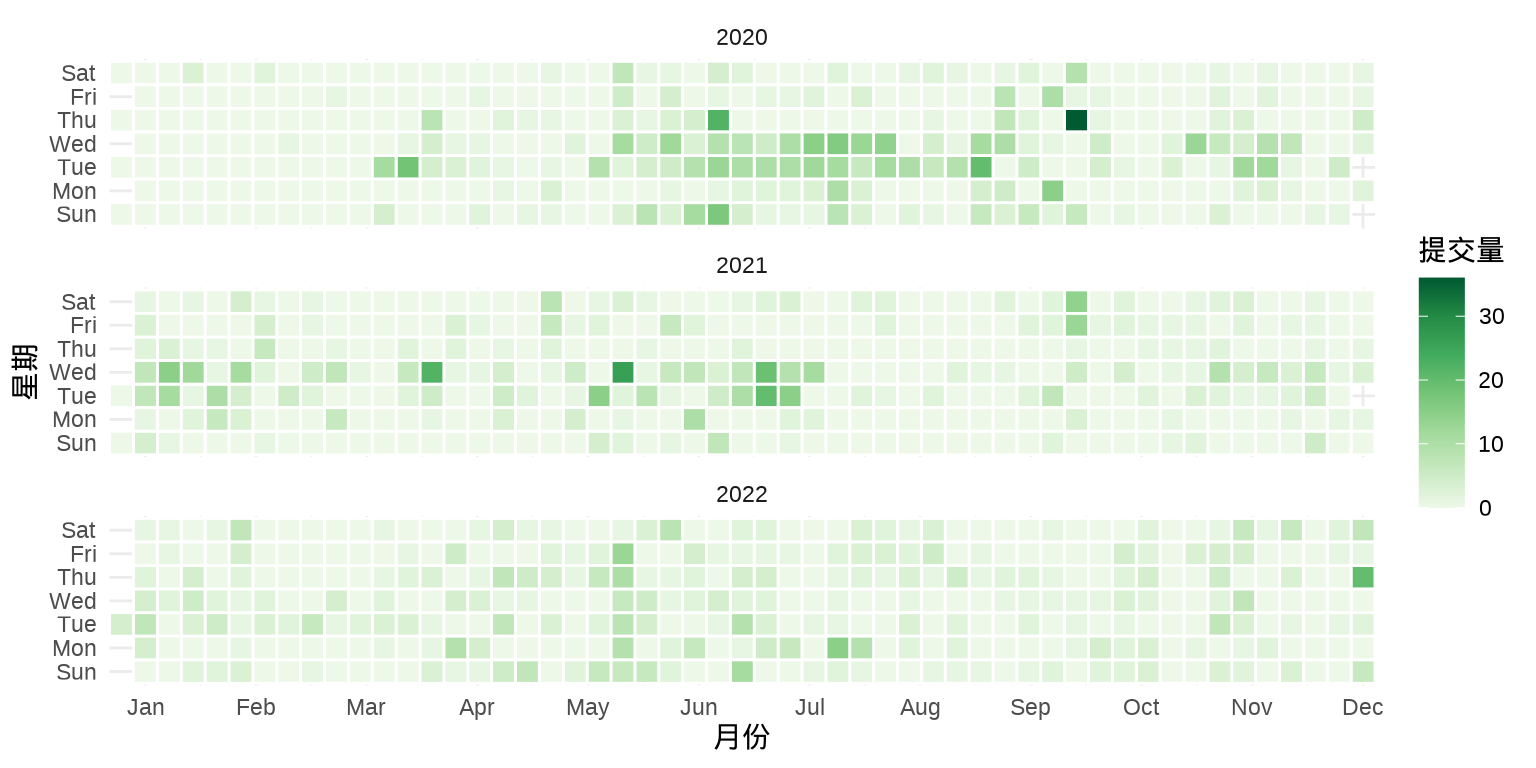 2020
Sat
Fri
Thu
Wed
Tue
Mon
Sun
2021
Sat
Fri
Thu
Wed
Tue
Mon
Sun
2022
Sat
Fri
Thu
Wed
Tue
Mon
Sun
Jan Feb Mar Apr May Jun Jul Aug Sep Oct Nov Dec
月份
星期
提交量
30
20
10
0